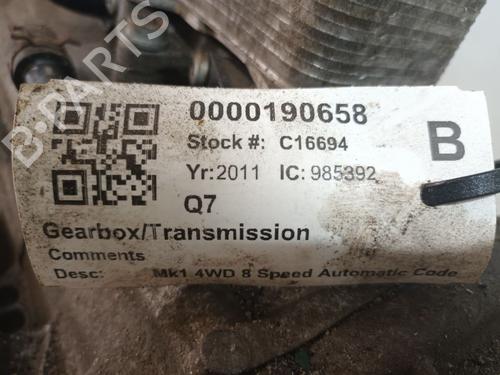 0000190658
Stock #: C16694
B
Yr: 2011 IC: 985392
Q7
Gearbox/Transmission
Comments
Desc: Mk1 4WD 8 Speed Automatic Code
B-PARTS